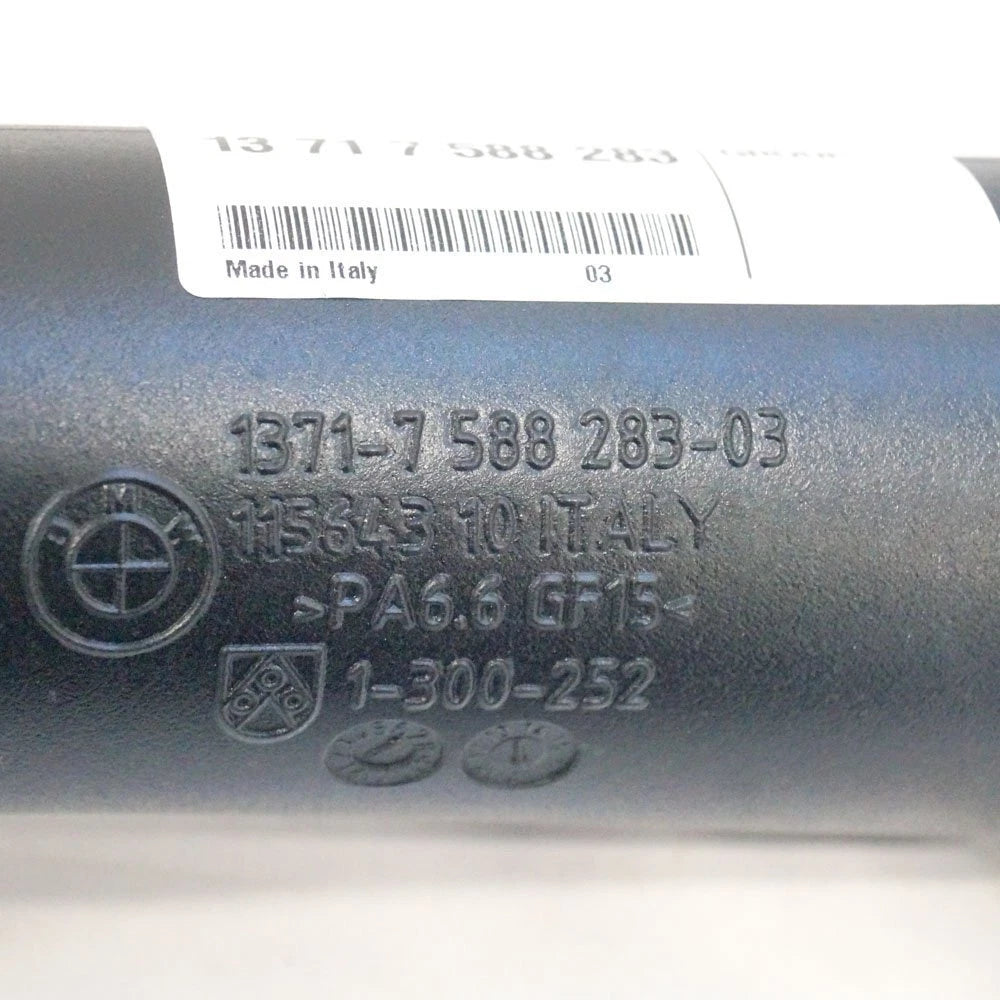 13 71 7 588 283
Made in Italy 03
1371-7 588 283-03
BMW
115643 10 ITALY
>PA6.6 GF15<
1-300-252